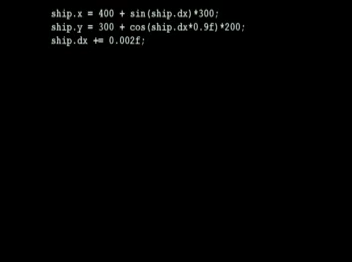 ship.x = 400 + sin(ship.dx)*300;
ship.y = 300 + cos(ship.dx*0.9f)*200;
ship.dx += 0.002f;